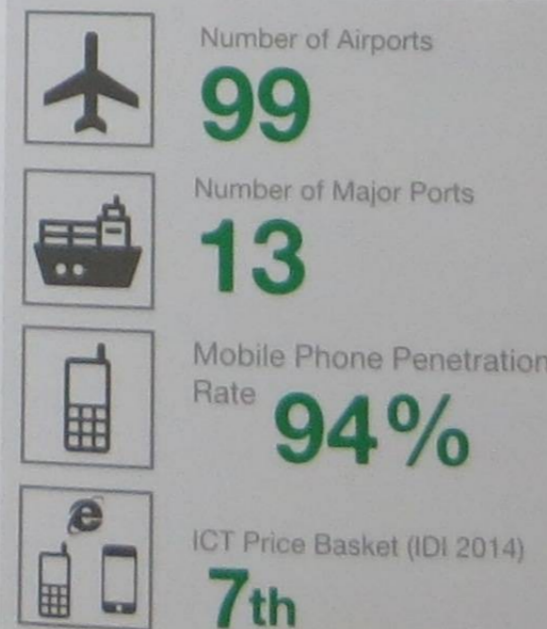 Number of Airports
99
Number of Major Ports
13
Mobile Phone Penetration
Rate 94%
ICT Price Basket (IDI 2014)
7th